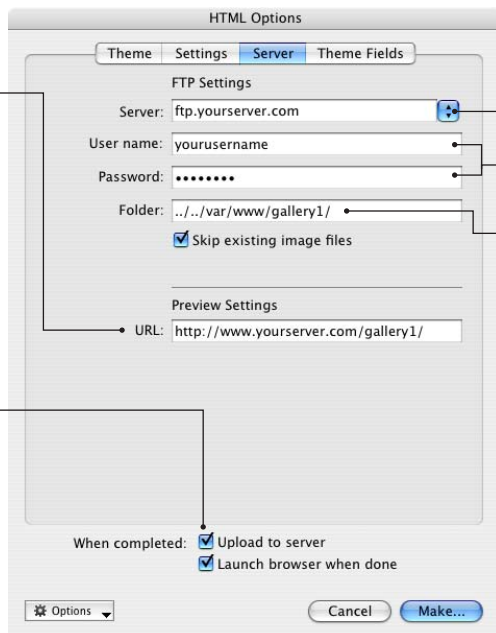 HTML Options
Theme Settings Server Theme Fields
FTP Settings
Server: ftp.yourserver.com
User name: yourusername
Password: ••••••••
Folder: ../../var/www/gallery1/
Skip existing image files
Preview Settings
URL: http://www.yourserver.com/gallery1/
When completed: Upload to server
Launch browser when done
Options Cancel Make...